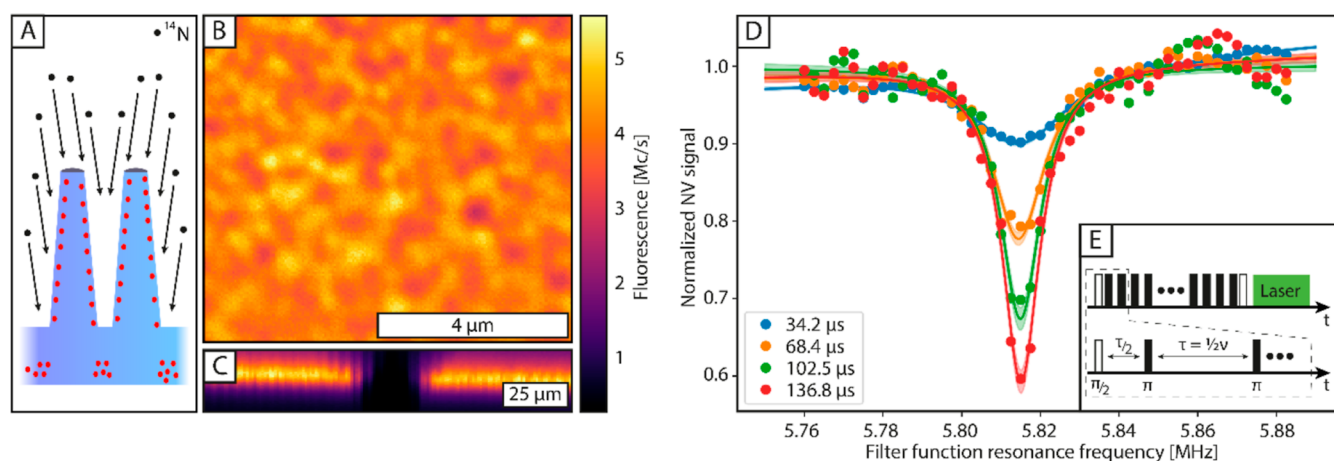 A
• ¹⁴N
B
4 μm
C
25 μm
5
4
3
2
1
Fluorescence [Mc/s]
D
1.0
0.9
0.8
0.7
0.6
Normalized NV signal
34.2 μs
68.4 μs
102.5 μs
136.8 μs
5.76
5.78
5.80
5.82
5.84
5.86
5.88
Filter function resonance frequency [MHz]
E
•••
Laser
t
τ/2
τ = ½ν
•••
t
π/2
π
π